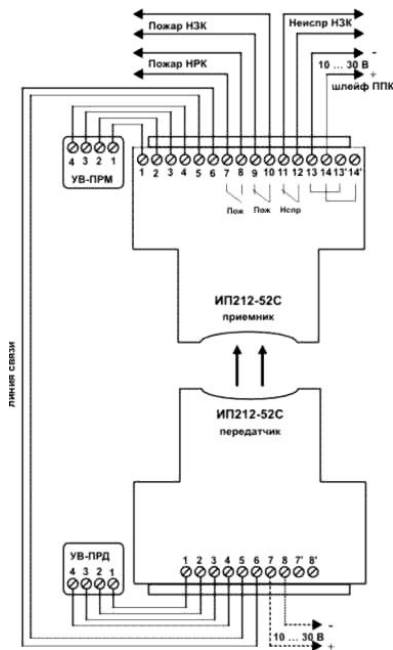 Пожар НЗК
Неиспр НЗК
-
Пожар НРК
10 ... 30 В
+
шлейф ППК
4 3 2 1
УВ-ПРМ
1 2 3 4 5 6 7 8 9 10 11 12 13 14 13' 14'
Пож Пож Нспр
ИП212-52С
приемник
линия связи
ИП212-52С
передатчик
УВ-ПРД
4 3 2 1
1 2 3 4 5 6 7 8 7' 8'
-
10 ... 30 В
+